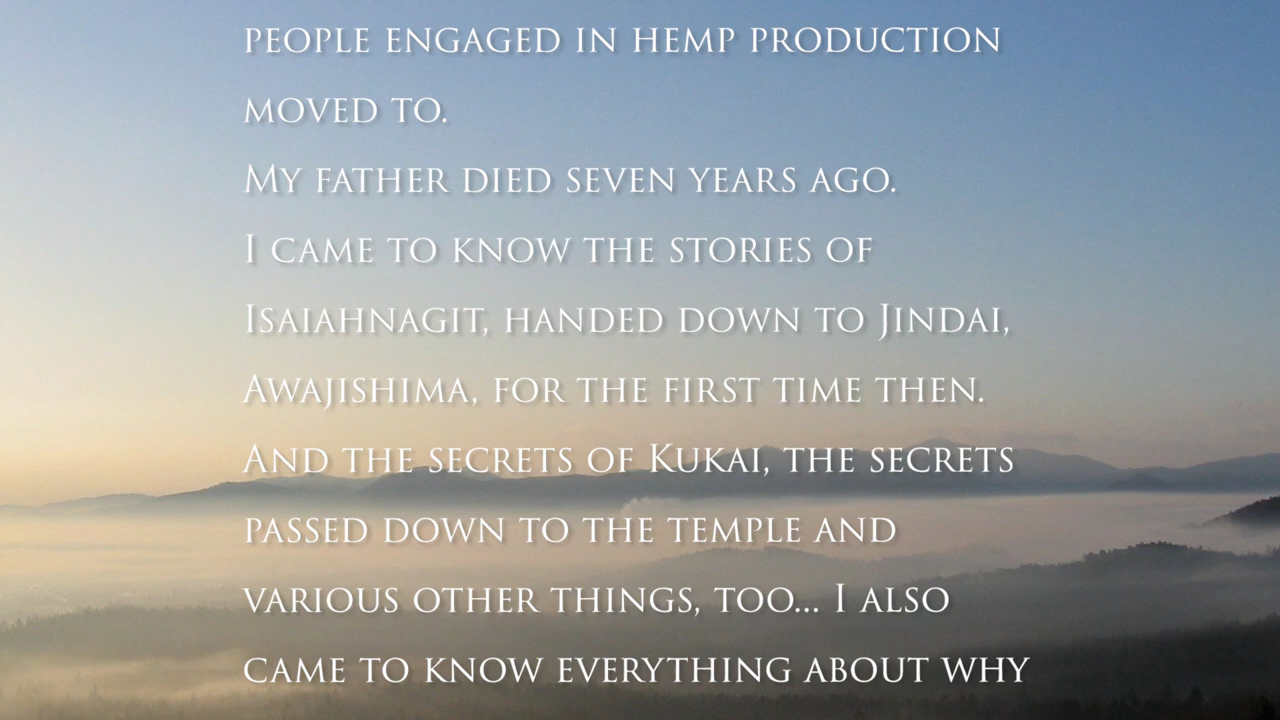 PEOPLE ENGAGED IN HEMP PRODUCTION
MOVED TO.
MY FATHER DIED SEVEN YEARS AGO.
I CAME TO KNOW THE STORIES OF
ISAIAHNAGIT, HANDED DOWN TO JINDAI,
AWAJISHIMA, FOR THE FIRST TIME THEN.
AND THE SECRETS OF KUKAI, THE SECRETS
PASSED DOWN TO THE TEMPLE AND
VARIOUS OTHER THINGS, TOO... I ALSO
CAME TO KNOW EVERYTHING ABOUT WHY